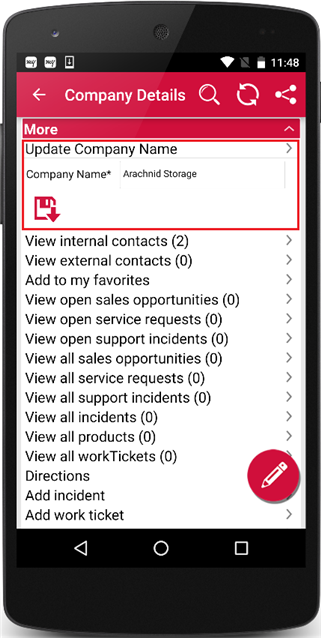 11:48
Company Details
More
Update Company Name
Company Name* Arachnid Storage
View internal contacts (2)
View external contacts (0)
Add to my favorites
View open sales opportunities (0)
View open service requests (0)
View open support incidents (0)
View all sales opportunities (0)
View all service requests (0)
View all support incidents (0)
View all incidents (0)
View all products (0)
View all workTickets (0)
Directions
Add incident
Add work ticket